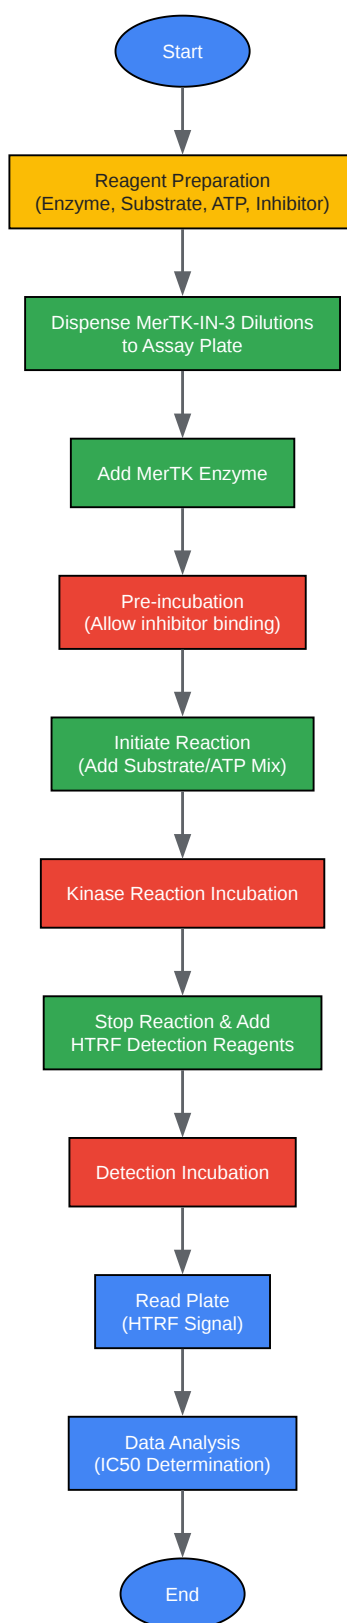 Start
Reagent Preparation
(Enzyme, Substrate, ATP, Inhibitor)
Dispense MerTK-IN-3 Dilutions
to Assay Plate
Add MerTK Enzyme
Pre-incubation
(Allow inhibitor binding)
Initiate Reaction
(Add Substrate/ATP Mix)
Kinase Reaction Incubation
Stop Reaction & Add
HTRF Detection Reagents
Detection Incubation
Read Plate
(HTRF Signal)
Data Analysis
(IC50 Determination)
End